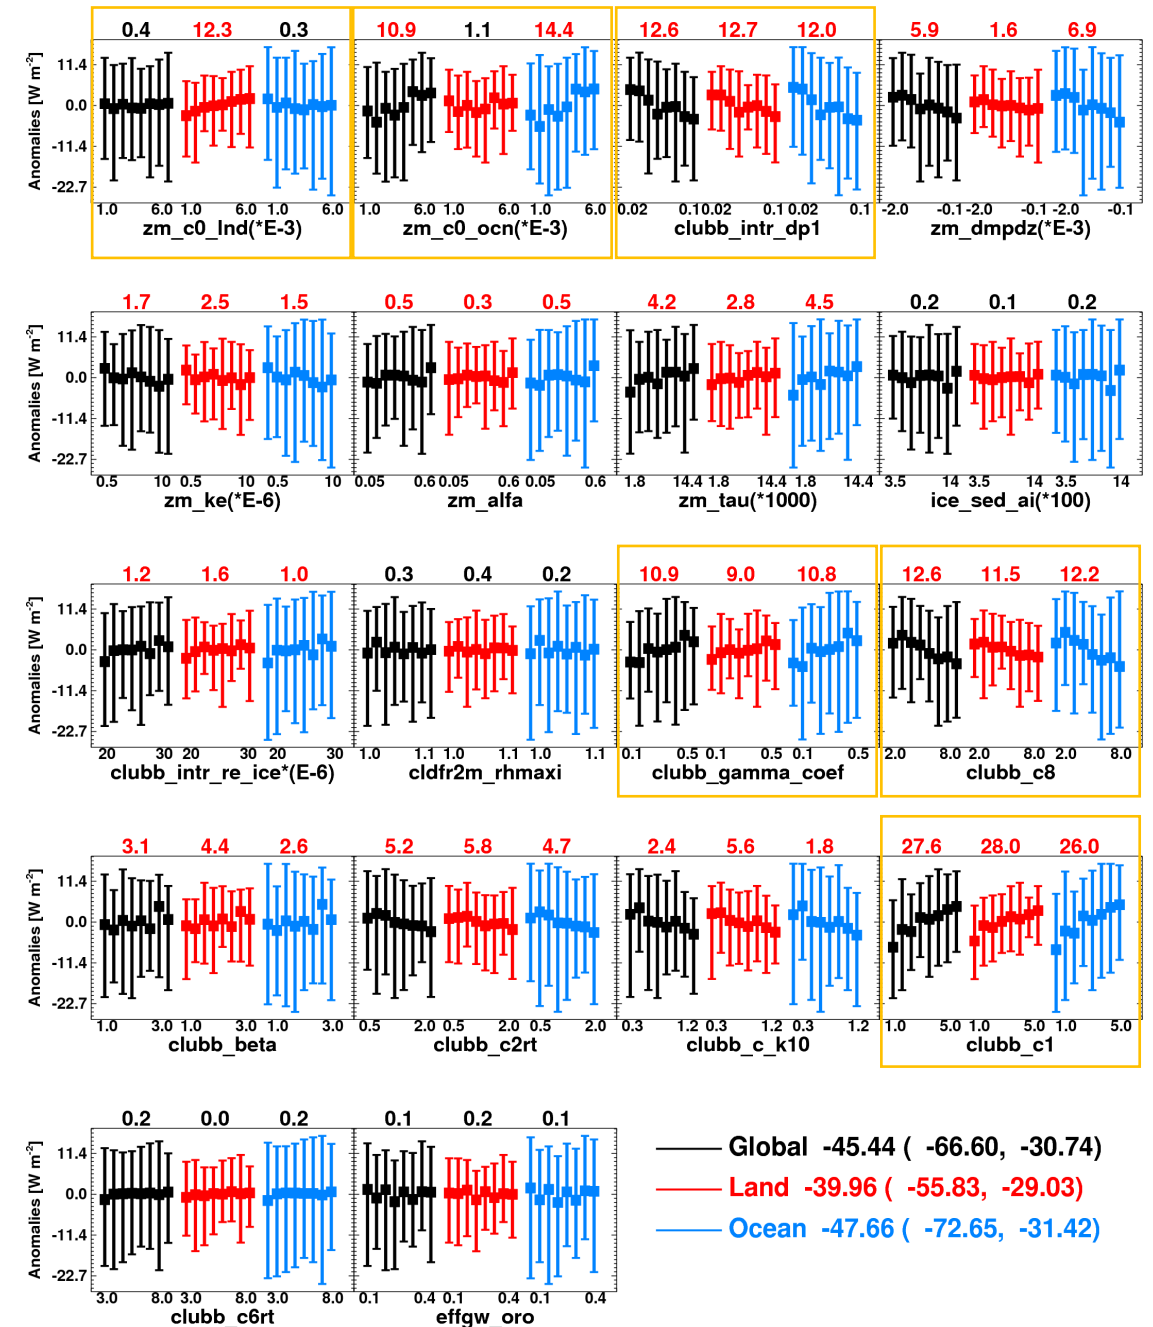 0.4 12.3 0.3 10.9 1.1 14.4 12.6 12.7 12.0 5.9 1.6 6.9
Anomalies [W m-2]
11.4
0.0
-11.4
-22.7
1.0 6.0 1.0 6.0 1.0 6.0 1.0 6.0 1.0 6.0 1.0 6.0 0.02 0.1 0.02 0.1 0.02 0.1 -2.0 -0.1 -2.0 -0.1 -2.0 -0.1
zm_c0_lnd(*E-3) zm_c0_ocn(*E-3) clubb_intr_dp1 zm_dmpdz(*E-3)
1.7 2.5 1.5 0.5 0.3 0.5 4.2 2.8 4.5 0.2 0.1 0.2
Anomalies [W m-2]
11.4
0.0
-11.4
-22.7
0.5 10 0.5 10 0.5 10 0.05 0.6 0.05 0.6 0.05 0.6 1.8 14.4 1.8 14.4 1.8 14.4 3.5 14 3.5 14 3.5 14
zm_ke(*E-6) zm_alfa zm_tau(*1000) ice_sed_ai(*100)
1.2 1.6 1.0 0.3 0.4 0.2 10.9 9.0 10.8 12.6 11.5 12.2
Anomalies [W m-2]
11.4
0.0
-11.4
-22.7
20 30 20 30 20 30 1.0 1.1 1.0 1.1 1.0 1.1 0.1 0.5 0.1 0.5 0.1 0.5 2.0 8.0 2.0 8.0 2.0 8.0
clubb_intr_re_ice*(E-6) cldfr2m_rhmaxi clubb_gamma_coef clubb_c8
3.1 4.4 2.6 5.2 5.8 4.7 2.4 5.6 1.8 27.6 28.0 26.0
Anomalies [W m-2]
11.4
0.0
-11.4
-22.7
1.0 3.0 1.0 3.0 1.0 3.0 0.5 2.0 0.5 2.0 0.5 2.0 0.3 1.2 0.3 1.2 0.3 1.2 1.0 5.0 1.0 5.0 1.0 5.0
clubb_beta clubb_c2rt clubb_c_k10 clubb_c1
0.2 0.0 0.2 0.1 0.2 0.1
Anomalies [W m-2]
11.4
0.0
-11.4
-22.7
3.0 8.0 3.0 8.0 3.0 8.0 0.1 0.4 0.1 0.4 0.1 0.4
clubb_c6rt effgw_oro
Global -45.44 ( -66.60, -30.74)
Land -39.96 ( -55.83, -29.03)
Ocean -47.66 ( -72.65, -31.42)